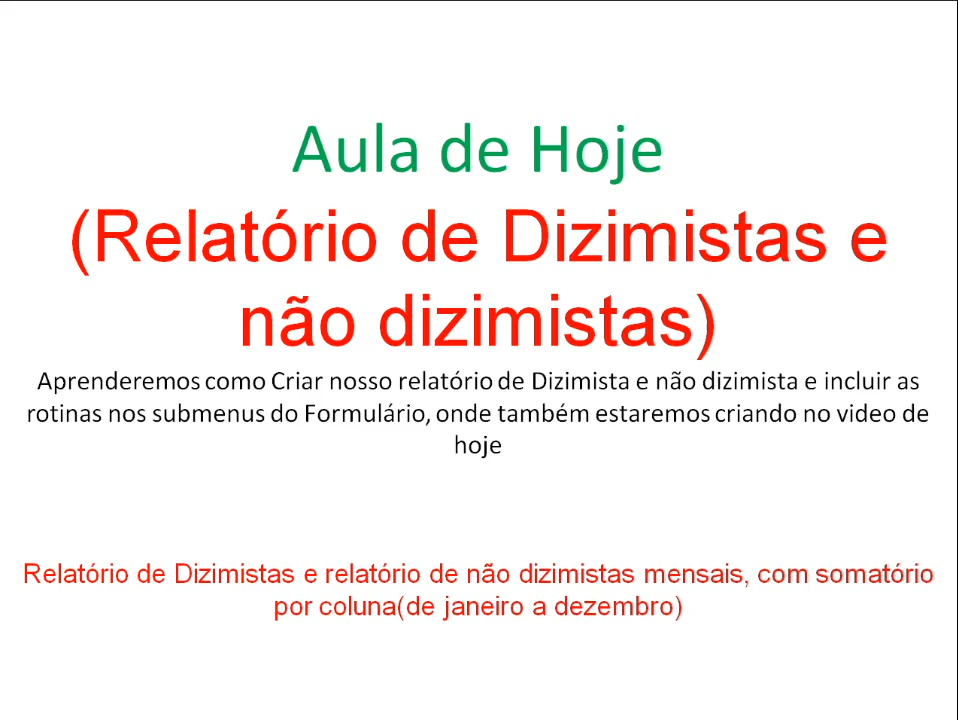 Aula de Hoje
(Relatório de Dizimistas e
não dizimistas)
Aprenderemos como Criar nosso relatório de Dizimista e não dizimista e incluir as
rotinas nos submenus do Formulário, onde também estaremos criando no video de
hoje
Relatório de Dizimistas e relatório de não dizimistas mensais, com somatório
por coluna(de janeiro a dezembro)